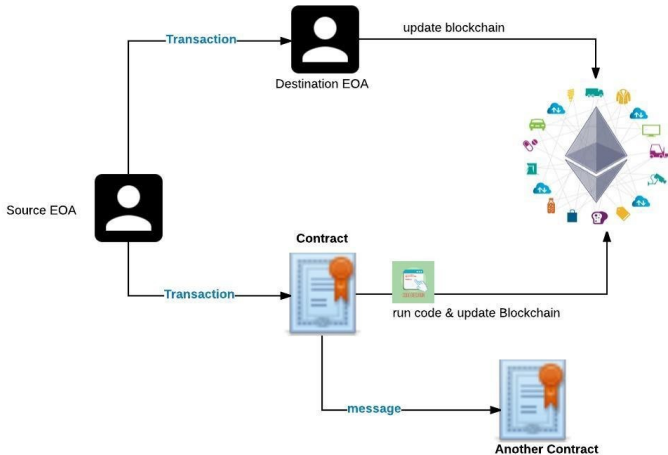 Transaction
update blockchain
Destination EOA
Source EOA
Contract
Transaction
run code & update Blockchain
message
Another Contract